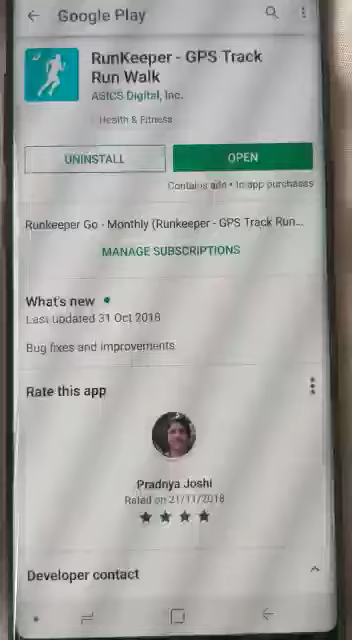 Google Play
RunKeeper - GPS Track
Run Walk
ASICS Digital, Inc.
Health & Fitness
UNINSTALL
OPEN
Contains ads • In-app purchases
Runkeeper Go - Monthly (Runkeeper - GPS Track Run...
MANAGE SUBSCRIPTIONS
What's new
Last updated 31 Oct 2018
Bug fixes and improvements
Rate this app
Pradnya Joshi
Rated on 21/11/2018
Developer contact